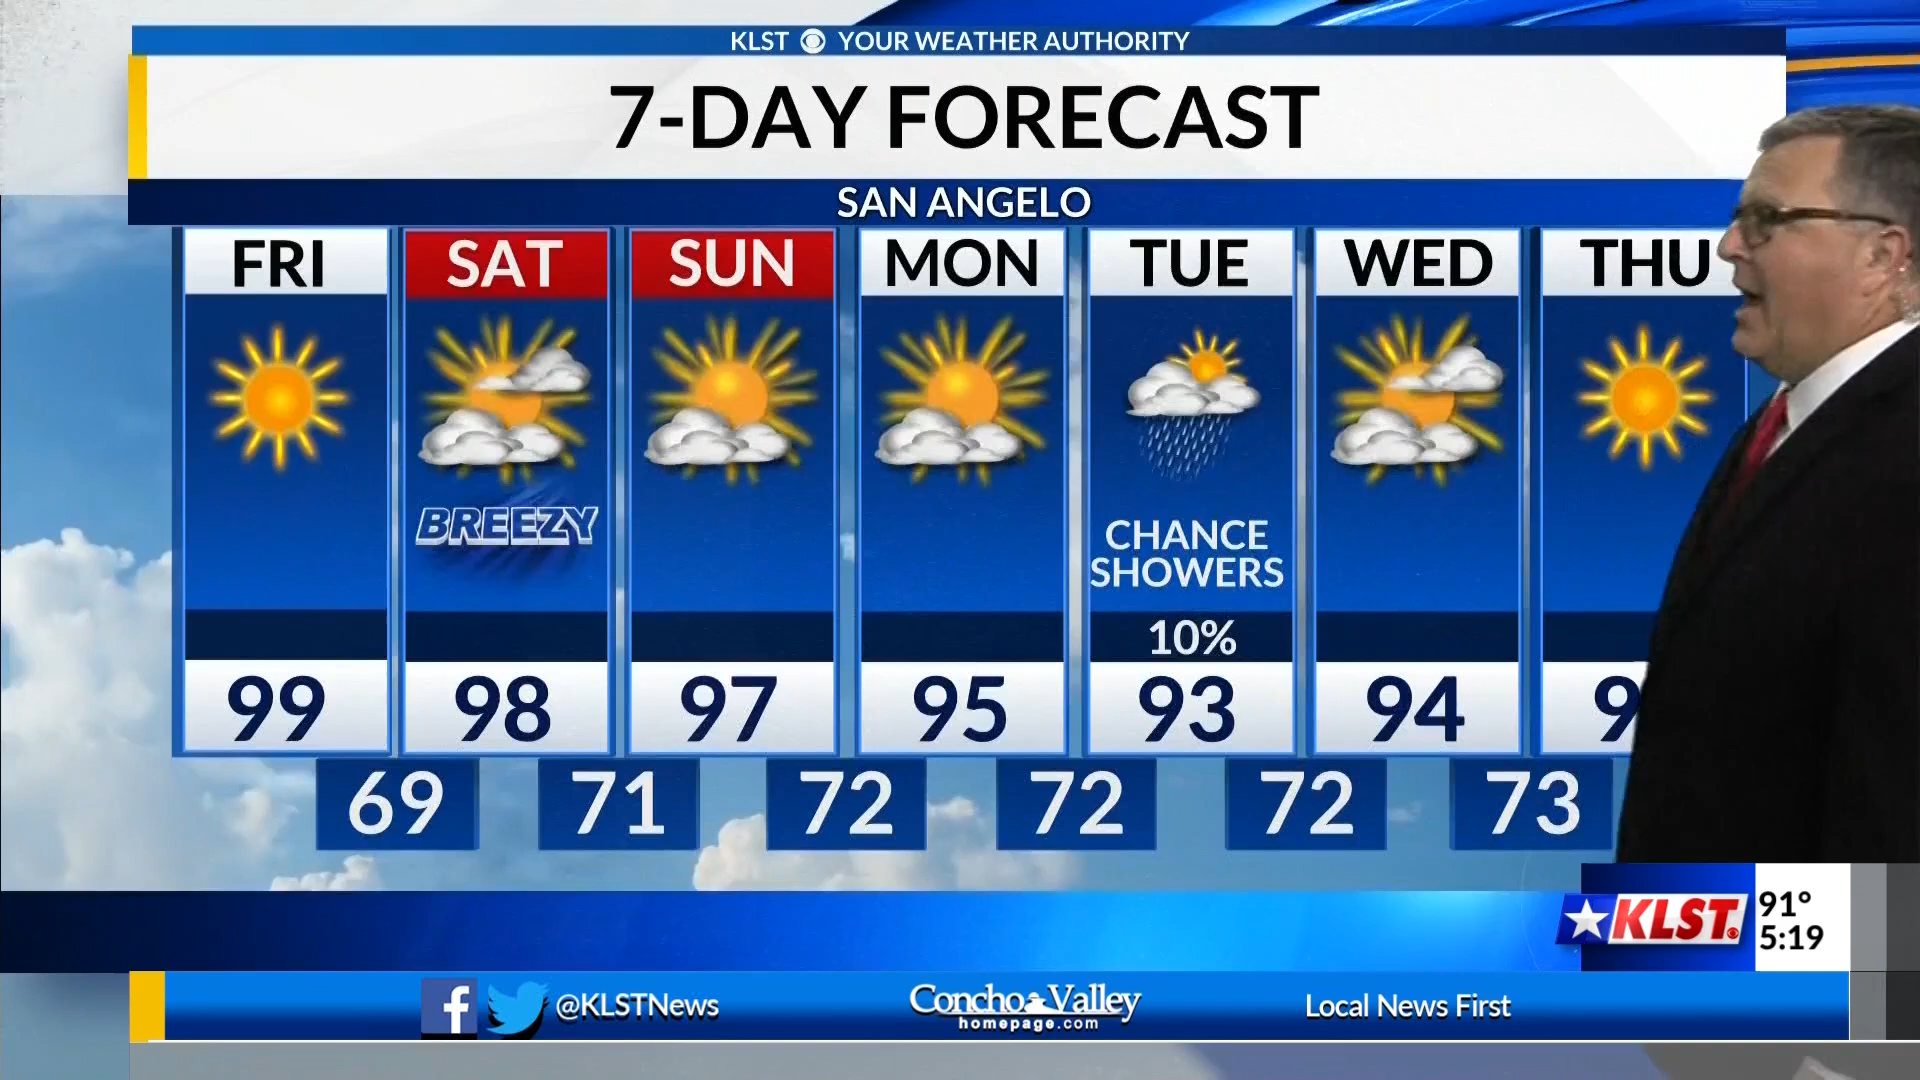 KLST YOUR WEATHER AUTHORITY
7-DAY FORECAST
SAN ANGELO
FRI SAT SUN MON TUE WED THU
BREEZY
CHANCE
SHOWERS
10%
99 98 97 95 93 94
69 71 72 72 72 73
KLST
91°
5:19
@KLSTNews
Concho Valley
homepage.com
Local News First